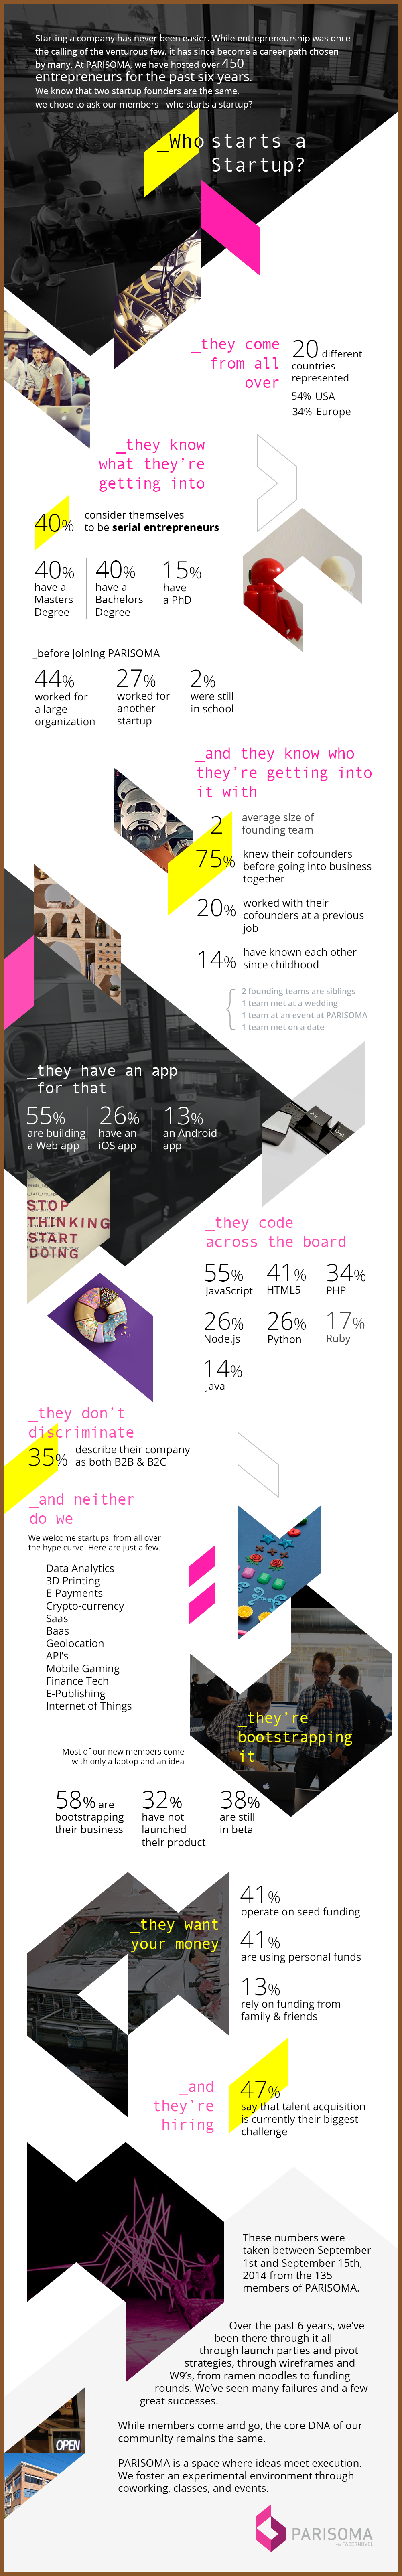 Starting a company has never been easier. While entrepreneurship was once
the calling of the venturous few, it has since become a career path chosen
by many. At PARISOMA, we have hosted over 450
entrepreneurs for the past six years.
We know that two startup founders are the same,
we chose to ask our members - who starts a startup?
_Who starts a
Startup?
_they come
from all
over
20 different
countries
represented
54% USA
34% Europe
_they know
what they're
getting into
40% consider themselves
to be serial entrepreneurs
40%
have a
Masters
Degree
40%
have a
Bachelors
Degree
15%
have
a PhD
_before joining PARISOMA
44%
worked for
a large
organization
27%
worked for
another
startup
2%
were still
in school
_and they know who
they're getting into
it with
2 average size of
founding team
75% knew their cofounders
before going into business
together
20% worked with their
cofounders at a previous
job
14% have known each other
since childhood
2 founding teams are siblings
1 team met at a wedding
1 team at an event at PARISOMA
1 team met on a date
_they have an app
for that
55%
are building
a Web app
26%
have an
iOS app
13%
an Android
app
Alt
Del
STOP
THINKING
START
DOING
_they code
across the board
55%
JavaScript
41%
HTML5
34%
PHP
26%
Node.js
26%
Python
17%
Ruby
14%
Java
_they don't
discriminate
35% describe their company
as both B2B & B2C
_and neither
do we
We welcome startups from all over
the hype curve. Here are just a few.
Data Analytics
3D Printing
E-Payments
Crypto-currency
Saas
Baas
Geolocation
API's
Mobile Gaming
Finance Tech
E-Publishing
Internet of Things
_they're
bootstrapping
it
Most of our new members come
with only a laptop and an idea
58% are
bootstrapping
their business
32%
have not
launched
their product
38%
are still
in beta
_they want
your money
41%
operate on seed funding
41%
are using personal funds
13%
rely on funding from
family & friends
_and
they're
hiring
47%
say that talent acquisition
is currently their biggest
challenge
These numbers were
taken between September
1st and September 15th,
2014 from the 135
members of PARISOMA.
Over the past 6 years, we've
been there through it all -
through launch parties and pivot
strategies, through wireframes and
W9's, from ramen noodles to funding
rounds. We've seen many failures and a few
great successes.
While members come and go, the core DNA of our
community remains the same.
PARISOMA is a space where ideas meet execution.
We foster an experimental environment through
coworking, classes, and events.
OPEN
PARISOMA